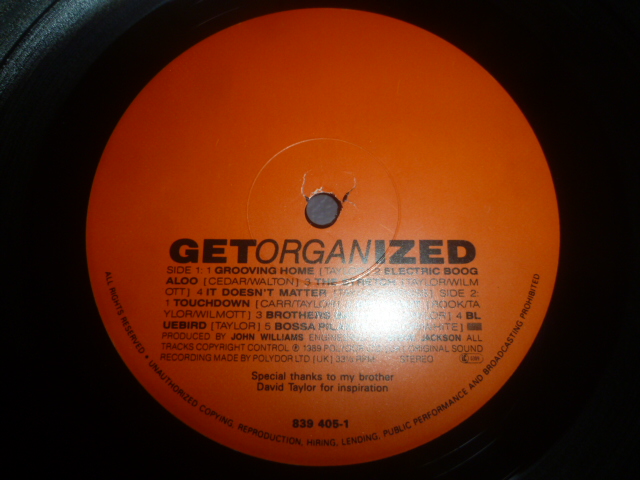 GETORGANIZED
SIDE 1: 1 GROOVING HOME [TAYLOR] 2 ELECTRIC BOOG
ALOO [CEDAR/WALTON] 3 THE STRETCH [TAYLOR/WILM
OTT] 4 IT DOESN'T MATTER SIDE 2:
1 TOUCHDOWN [CARR/TAYLOR
YLOR/WILMOTT] 3 BROTHERS 4 BL
UEBIRD [TAYLOR] 5 BOSSA
PRODUCED BY JOHN WILLIAMS JACKSON ALL
TRACKS COPYRIGHT CONTROL ℗ 1989 ORIGINAL SOUND
RECORDING MADE BY POLYDOR LTD [UK] 33⅓ RPM STEREO
Special thanks to my brother
David Taylor for inspiration
839 405-1
ALL RIGHTS RESERVED • UNAUTHORIZED COPYING, REPRODUCTION, HIRING, LENDING, PUBLIC PERFORMANCE AND BROADCASTING PROHIBITED